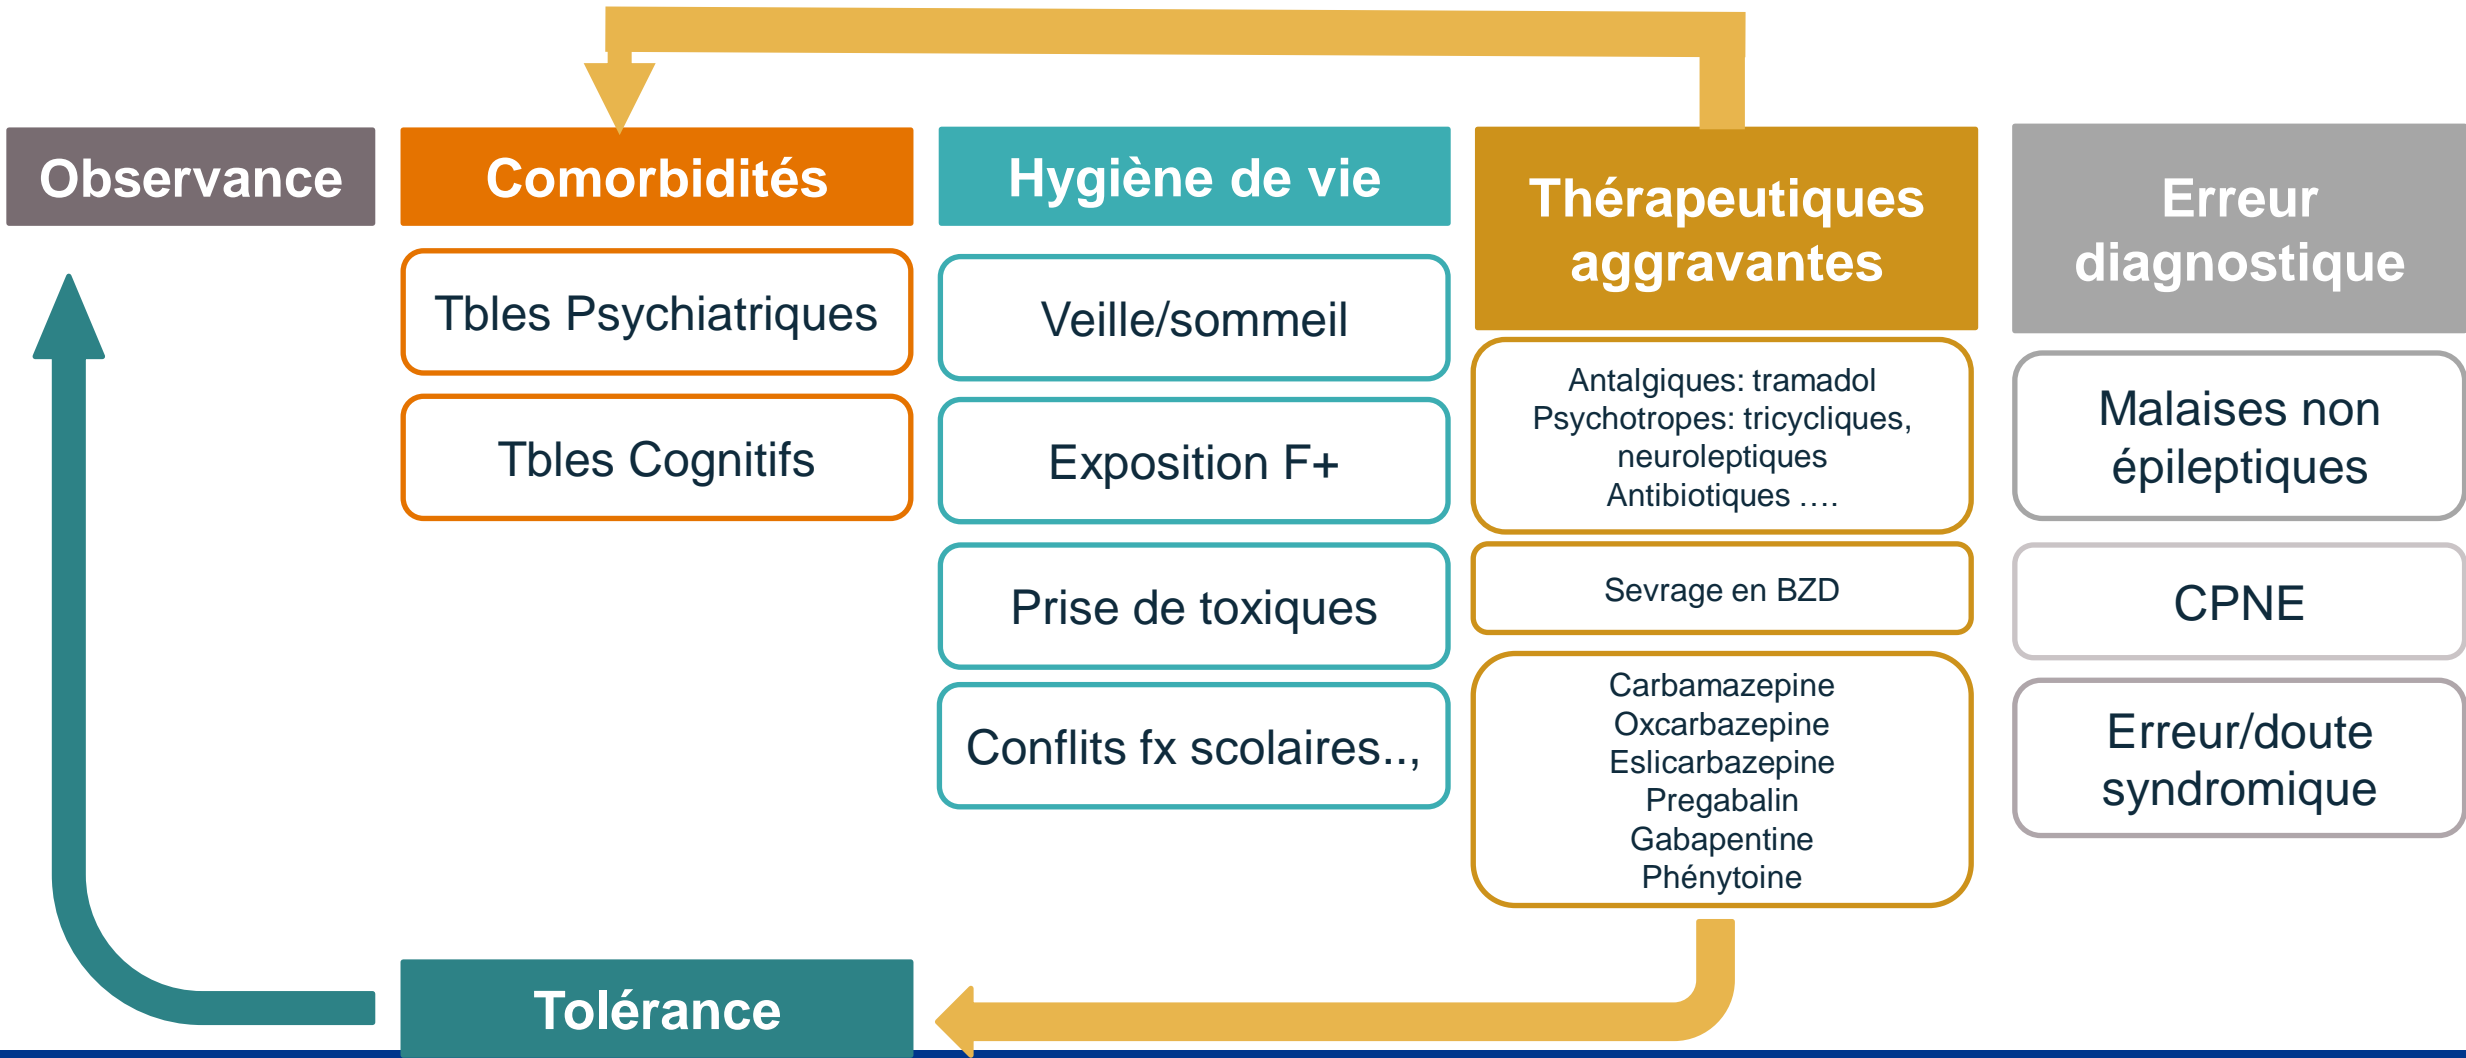 Observance
Comorbidités
Tbles Psychiatriques
Tbles Cognitifs
Hygiène de vie
Veille/sommeil
Exposition F+
Prise de toxiques
Conflits fx scolaires..,
Thérapeutiques
aggravantes
Antalgiques: tramadol
Psychotropes: tricycliques,
neuroleptiques
Antibiotiques ....
Sevrage en BZD
Carbamazepine
Oxcarbazepine
Eslicarbazepine
Pregabalin
Gabapentine
Phénytoine
Erreur
diagnostique
Malaises non
épileptiques
CPNE
Erreur/doute
syndromique
Tolérance